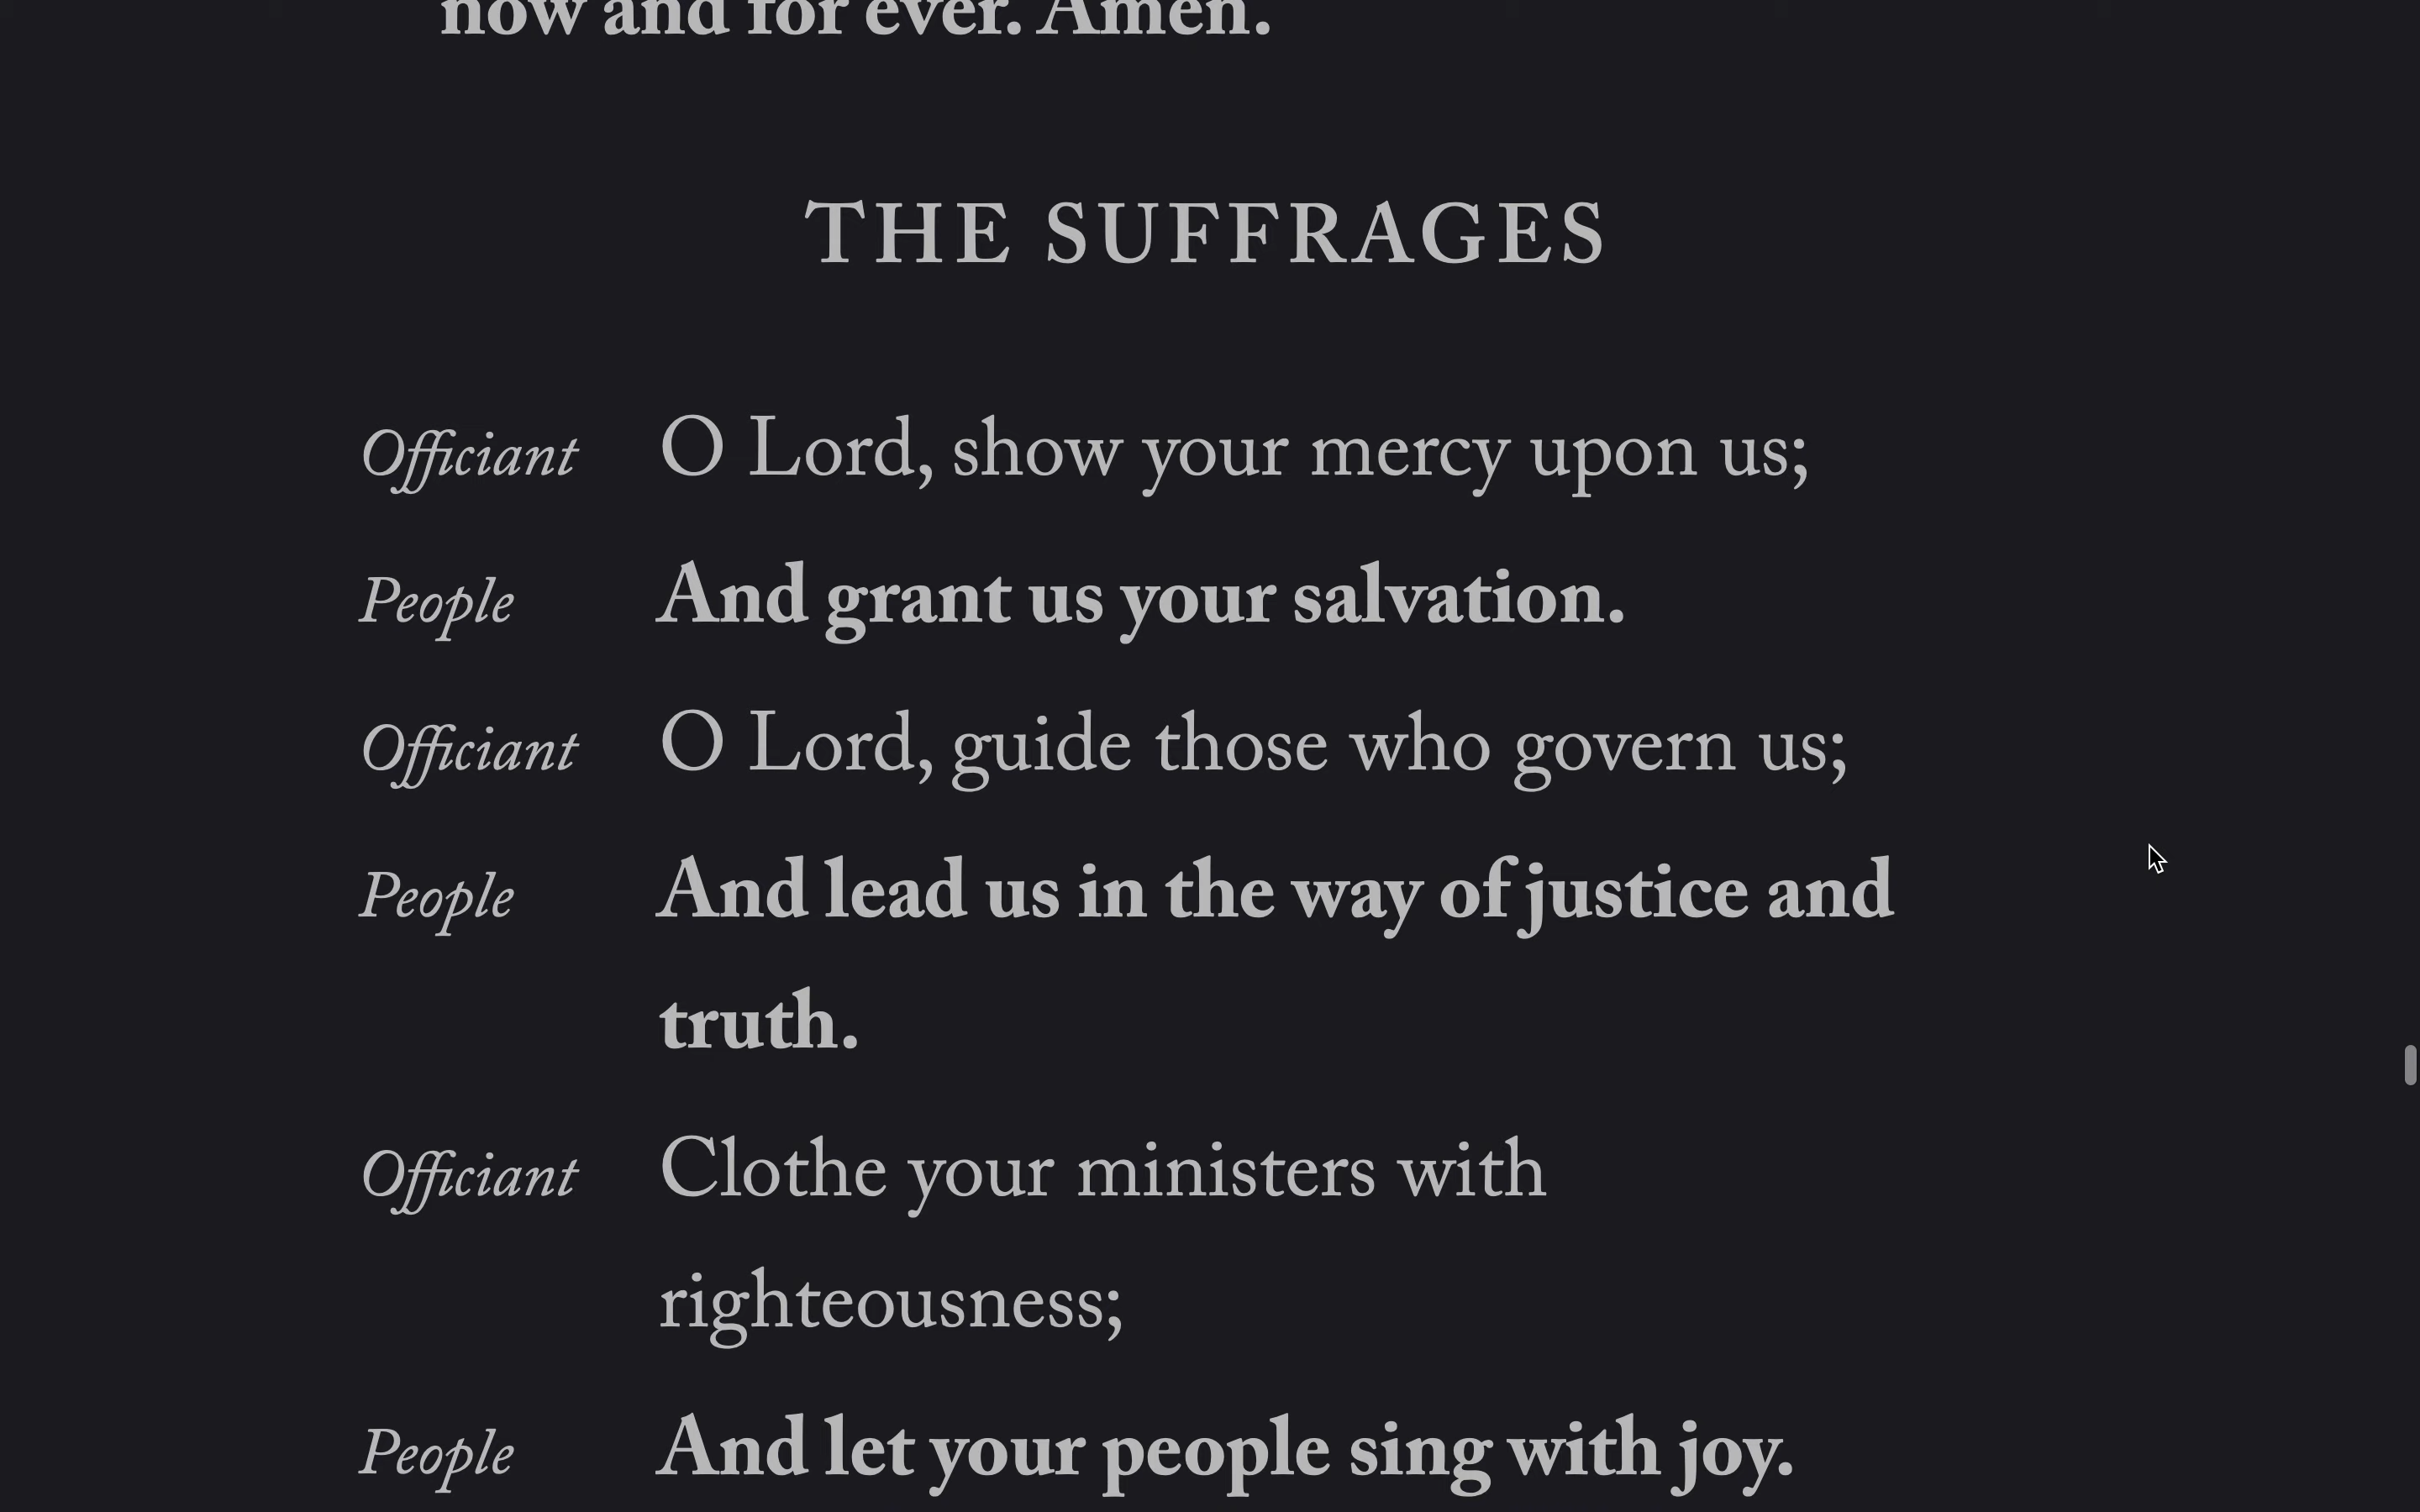 now and for ever. Amen.
THE SUFFRAGES
Officiant O Lord, show your mercy upon us;
People And grant us your salvation.
Officiant O Lord, guide those who govern us;
People And lead us in the way of justice and
truth.
Officiant Clothe your ministers with
righteousness;
People And let your people sing with joy.